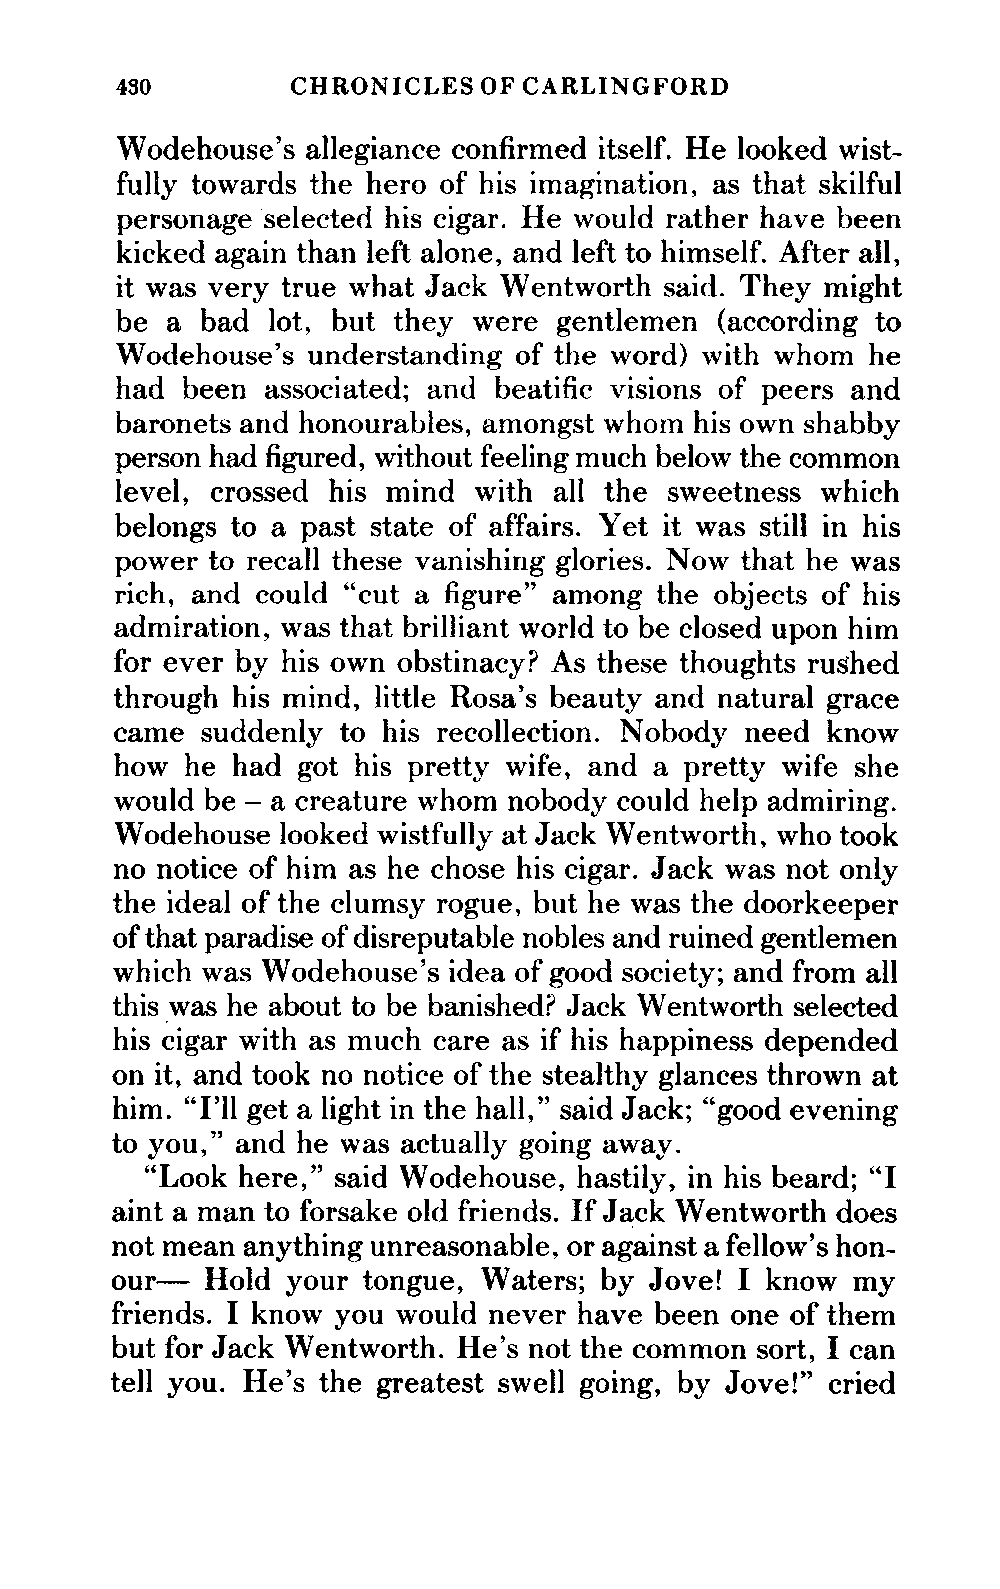 480 CHRONICLES OF CARLINGFORD
Wodehouse's allegiance confirmed itself. He looked wist-
fully towards the hero of his imagination, as that skilful
personage selected his cigar. He would rather have been
kicked again than left alone, and left to himself. After all,
it was very true what Jack Wentworth said. They might
be a bad lot, but they were gentlemen (according to
Wodehouse's understanding of the word) with whom he
had been associated; and beatific visions of peers and
baronets and honourables, amongst whom his own shabby
person had figured, without feeling much below the common
level, crossed his mind with all the sweetness which
belongs to a past state of affairs. Yet it was still in his
power to recall these vanishing glories. Now that he was
rich, and could “cut a figure” among the objects of his
admiration, was that brilliant world to be closed upon him
for ever by his own obstinacy? As these thoughts rushed
through his mind, little Rosa's beauty and natural grace
came suddenly to his recollection. Nobody need know
how he had got his pretty wife, and a pretty wife she
would be – a creature whom nobody could help admiring.
Wodehouse looked wistfully at Jack Wentworth, who took
no notice of him as he chose his cigar. Jack was not only
the ideal of the clumsy rogue, but he was the doorkeeper
of that paradise of disreputable nobles and ruined gentlemen
which was Wodehouse's idea of good society; and from all
this was he about to be banished? Jack Wentworth selected
his cigar with as much care as if his happiness depended
on it, and took no notice of the stealthy glances thrown at
him. “I'll get a light in the hall,” said Jack; “good evening
to you,” and he was actually going away.
“Look here,” said Wodehouse, hastily, in his beard; “I
aint a man to forsake old friends. If Jack Wentworth does
not mean anything unreasonable, or against a fellow's hon-
our— Hold your tongue, Waters; by Jove! I know my
friends. I know you would never have been one of them
but for Jack Wentworth. He's not the common sort, I can
tell you. He's the greatest swell going, by Jove!” cried